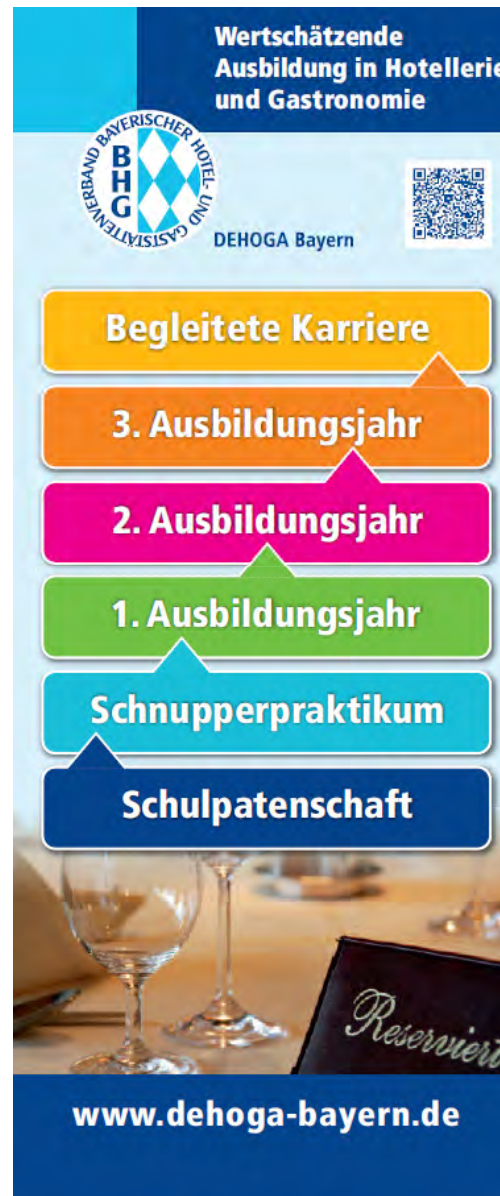 Wertschätzende
Ausbildung in Hotellerie
und Gastronomie
BAYERISCHER HOTEL- UND GASTSTÄTTENVERBAND
BHG
DEHOGA Bayern
Begleitete Karriere
3. Ausbildungsjahr
2. Ausbildungsjahr
1. Ausbildungsjahr
Schnupperpraktikum
Schulpatenschaft
Reserviert
www.dehoga-bayern.de